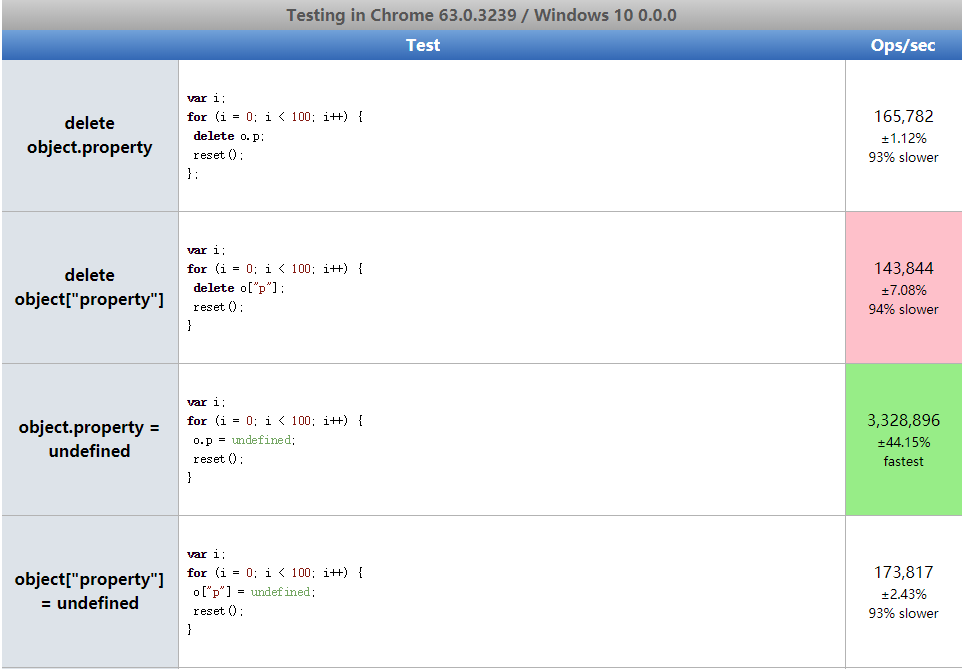 Testing in Chrome 63.0.3239 / Windows 10 0.0.0
Test Ops/sec
delete
object.property
var i;
for (i = 0; i < 100; i++) {
delete o.p;
reset();
};
165,782
±1.12%
93% slower
delete
object["property"]
var i;
for (i = 0; i < 100; i++) {
delete o["p"];
reset();
}
143,844
±7.08%
94% slower
object.property =
undefined
var i;
for (i = 0; i < 100; i++) {
o.p = undefined;
reset();
}
3,328,896
±44.15%
fastest
object["property"]
= undefined
var i;
for (i = 0; i < 100; i++) {
o["p"] = undefined;
reset();
}
173,817
±2.43%
93% slower